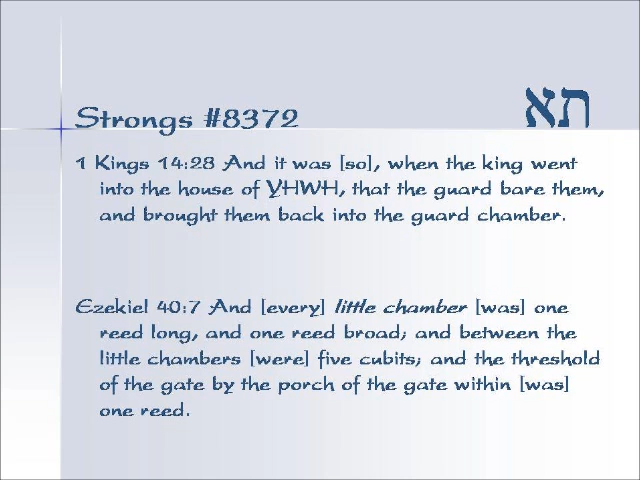 Strongs #8372 תא
1 Kings 14:28 And it was [so], when the king went
into the house of YHWH, that the guard bare them,
and brought them back into the guard chamber.
Ezekiel 40:7 And [every] little chamber [was] one
reed long, and one reed broad; and between the
little chambers [were] five cubits; and the threshold
of the gate by the porch of the gate within [was]
one reed.